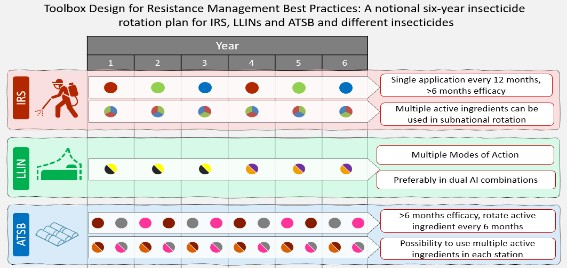 Toolbox Design for Resistance Management Best Practices: A notional six-year insecticide
rotation plan for IRS, LLINs and ATSB and different insecticides
Year
1 2 3 4 5 6
IRS
Single application every 12 months,
>6 months efficacy
Multiple active ingredients can be
used in subnational rotation
LLIN
Multiple Modes of Action
Preferably in dual AI combinations
ATSB
>6 months efficacy, rotate active
ingredient every 6 months
Possibility to use multiple active
ingredients in each station